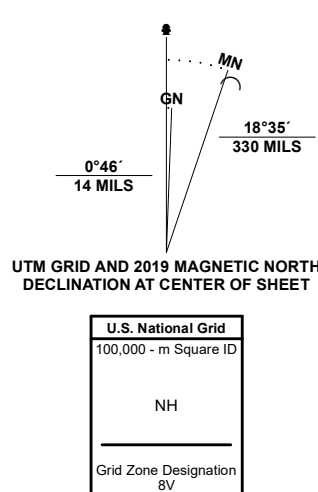 MN
GN
18°35´
330 MILS
0°46´
14 MILS
UTM GRID AND 2019 MAGNETIC NORTH
DECLINATION AT CENTER OF SHEET
U.S. National Grid
100,000 - m Square ID
NH
Grid Zone Designation
8V